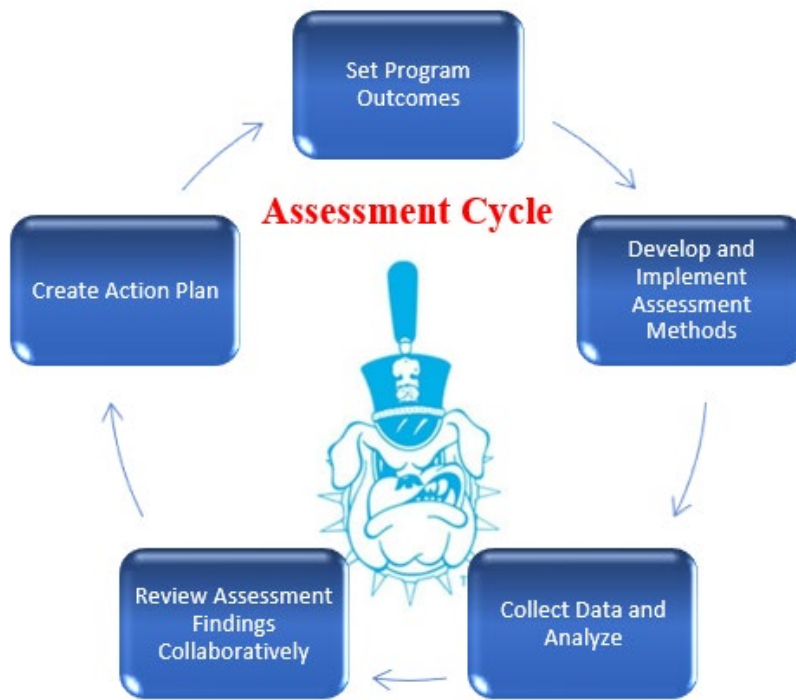 Set Program
Outcomes
Assessment Cycle
Develop and
Implement
Assessment
Methods
Collect Data and
Analyze
Review Assessment
Findings
Collaboratively
Create Action Plan